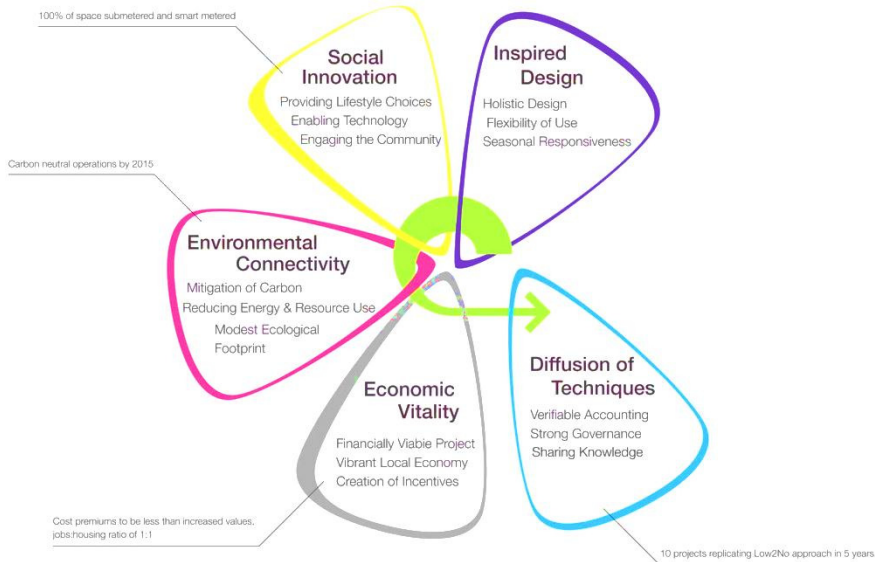 100% of space submetered and smart metered
Social
Innovation
Providing Lifestyle Choices
Enabling Technology
Engaging the Community
Inspired
Design
Holistic Design
Flexibility of Use
Seasonal Responsiveness
Carbon neutral operations by 2015
Environmental
Connectivity
Mitigation of Carbon
Reducing Energy & Resource Use
Modest Ecological
Footprint
Economic
Vitality
Financially Viable Project
Vibrant Local Economy
Creation of Incentives
Diffusion of
Techniques
Verifiable Accounting
Strong Governance
Sharing Knowledge
Cost premiums to be less than increased values,
jobs:housing ratio of 1:1
10 projects replicating Low2No approach in 5 years